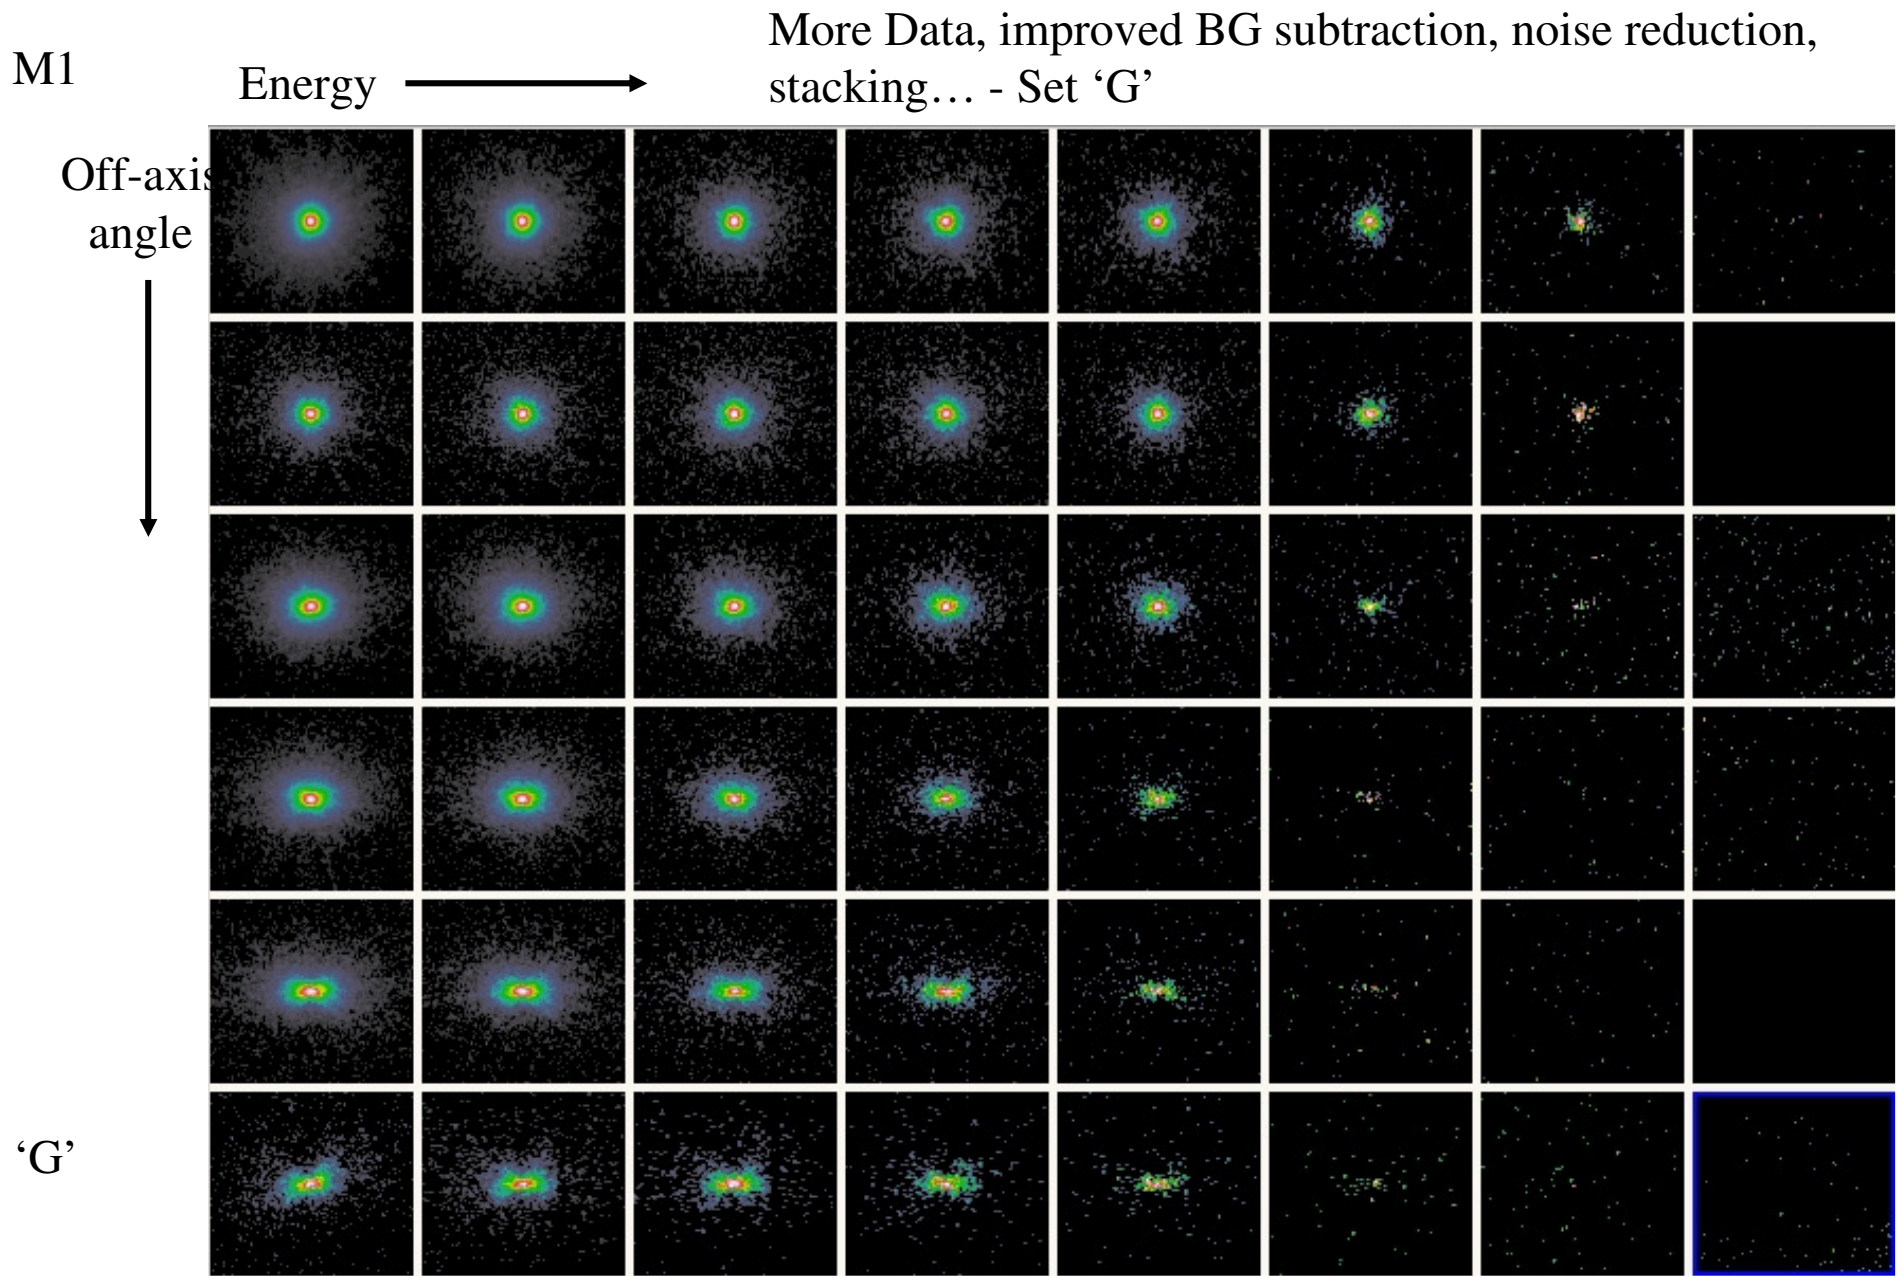 M1
Energy
More Data, improved BG subtraction, noise reduction,
stacking… - Set ‘G’
Off-axis
angle
‘G’